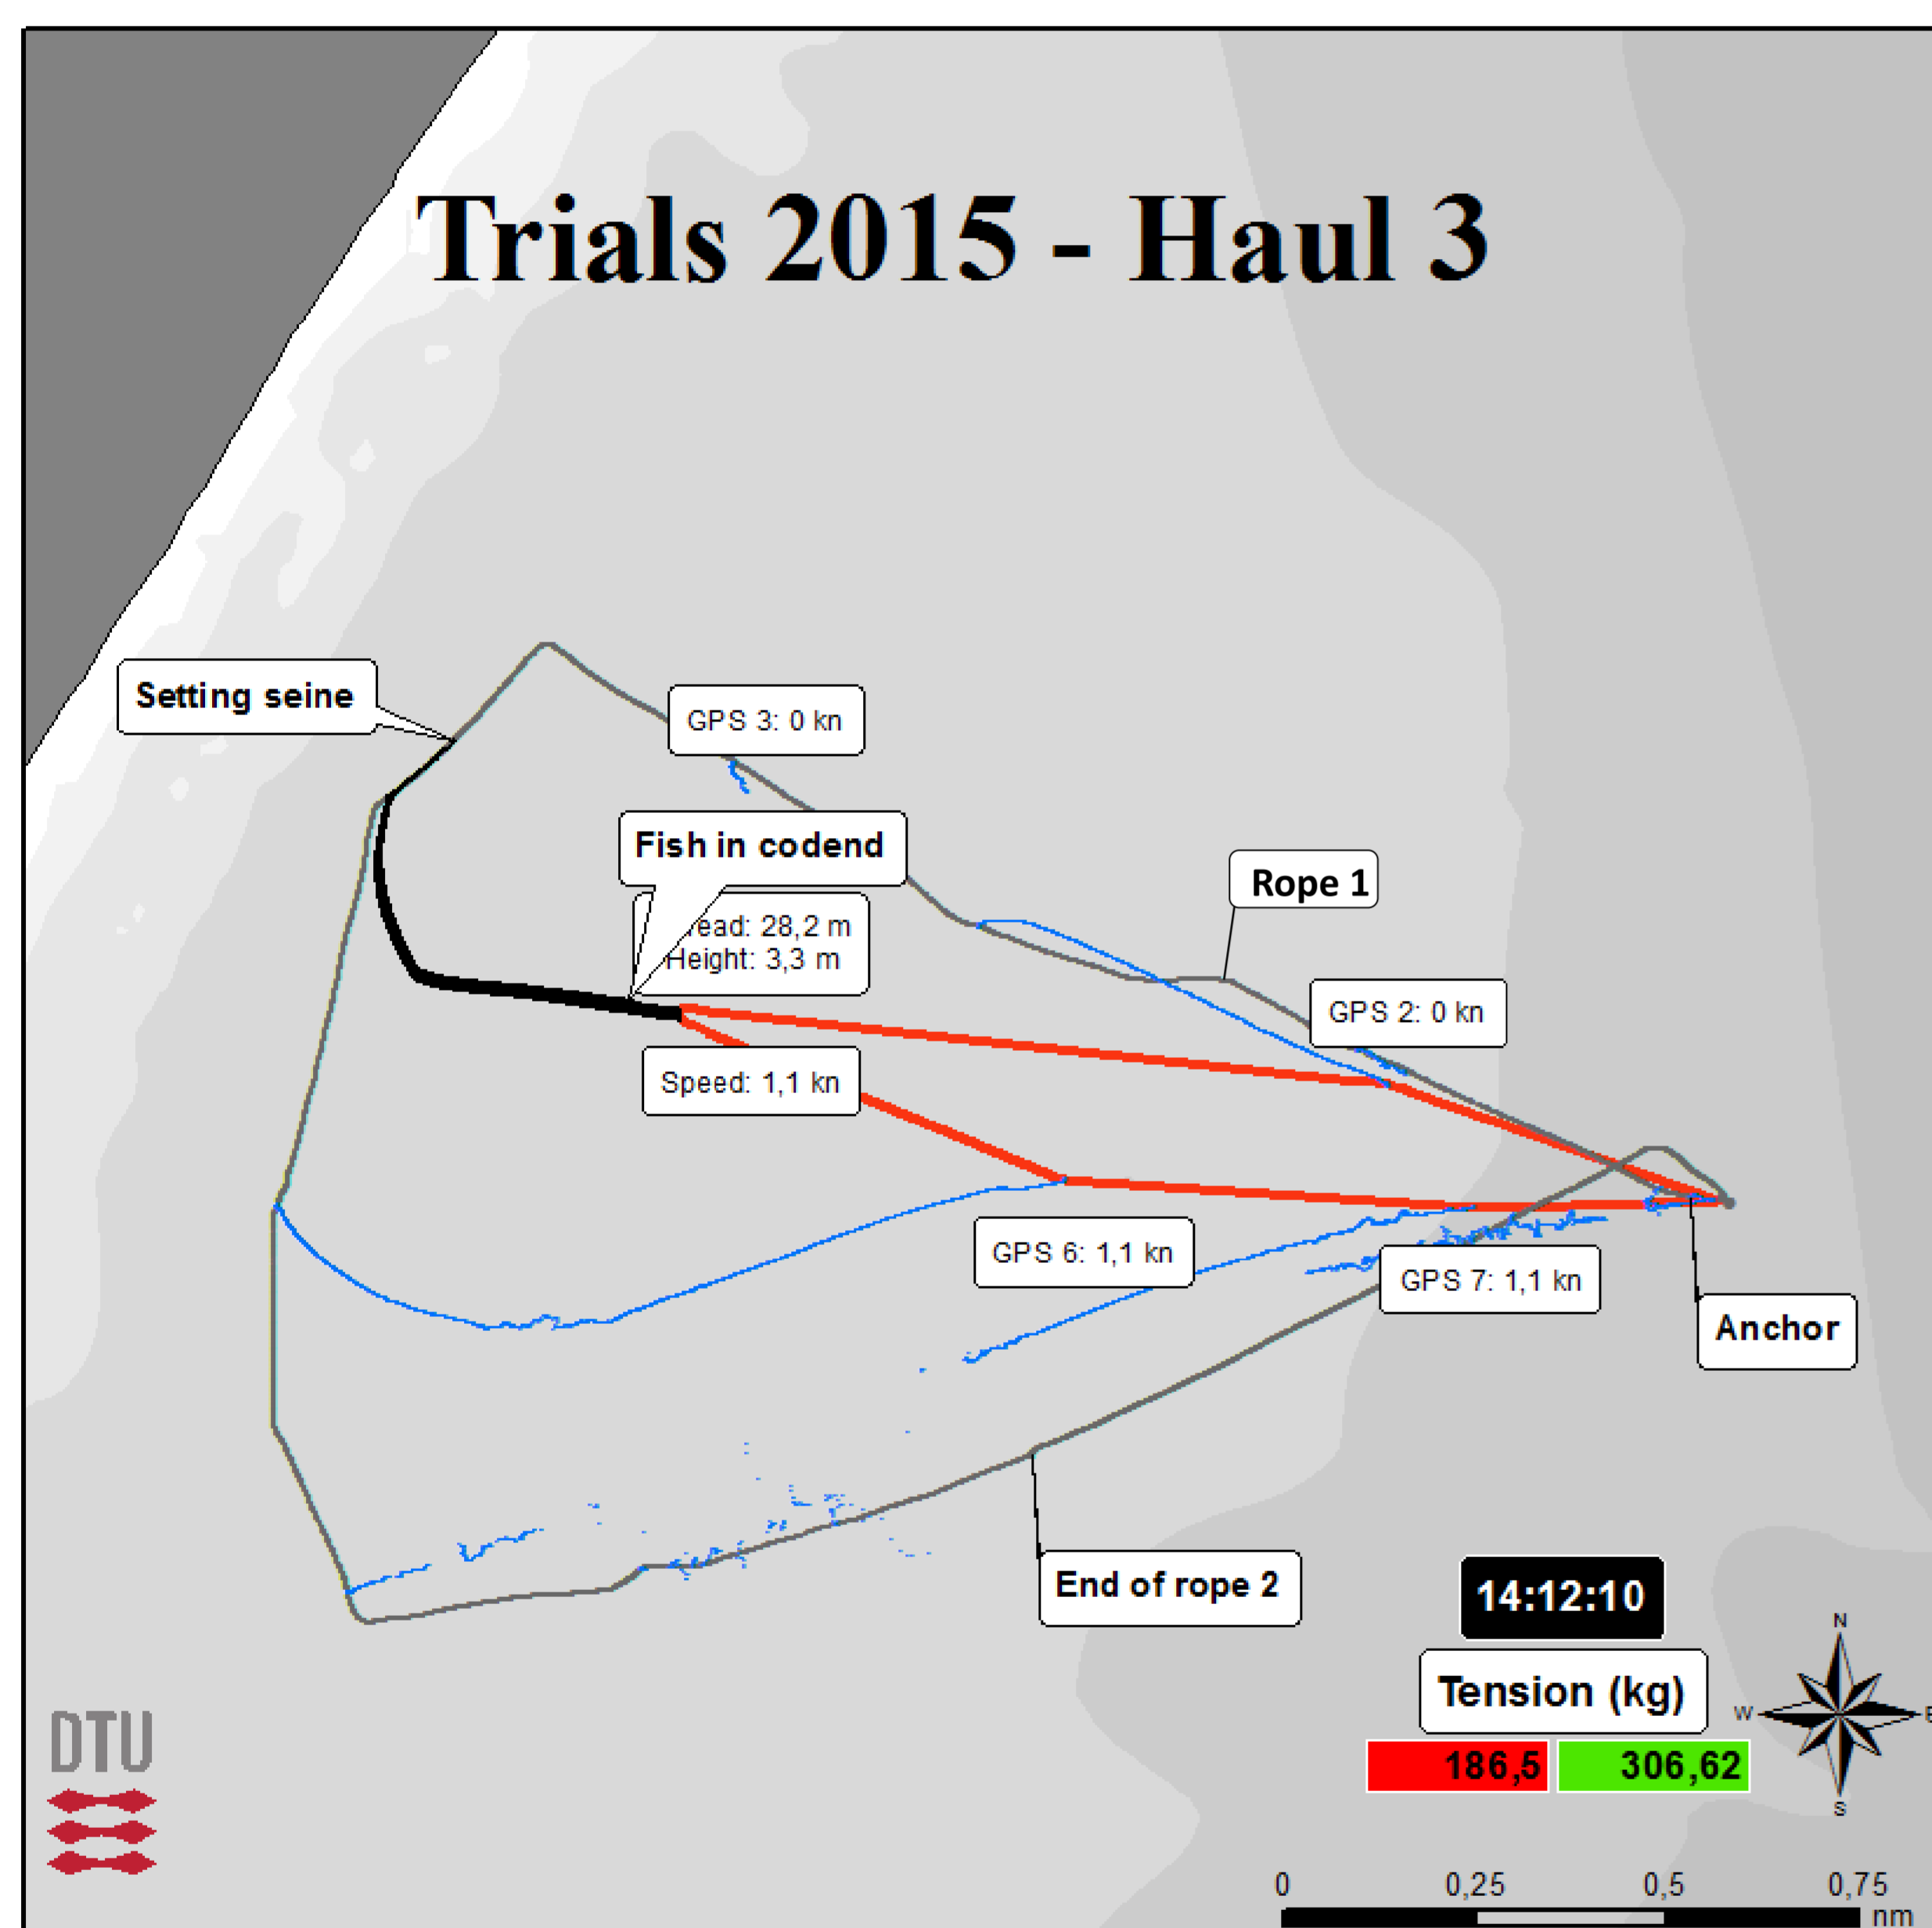 Trials 2015 - Haul 3
Setting seine
GPS 3: 0 kn
Fish in codend
28,2 m
Height: 3,3 m
Rope 1
GPS 2: 0 kn
Speed: 1,1 kn
GPS 6: 1,1 kn
GPS 7: 1,1 kn
Anchor
End of rope 2
14:12:10
Tension (kg)
186,5 306,62
N
W E
S
DTU
0 0,25 0,5 0,75
nm